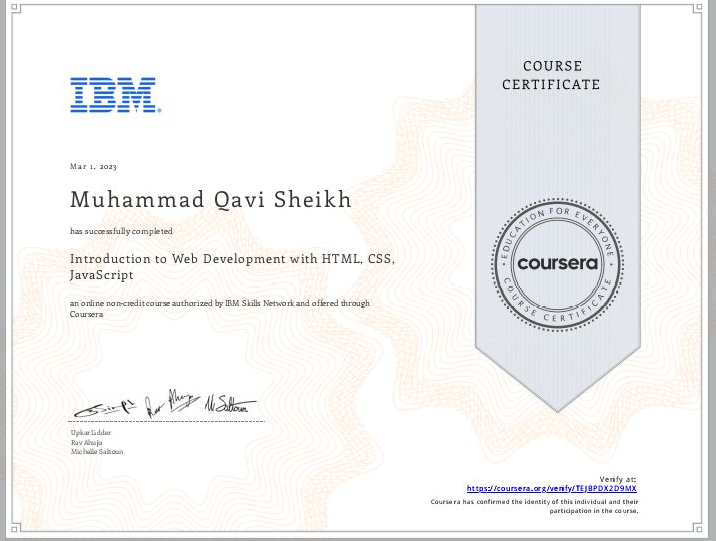 IBM
COURSE
CERTIFICATE
Mar 1, 2023
Muhammad Qavi Sheikh
has successfully completed
Introduction to Web Development with HTML, CSS,
JavaScript
an online non-credit course authorized by IBM Skills Network and offered through
Coursera
EDUCATION FOR EVERYONE
coursera
COURSE CERTIFICATE
Upkar Lidder
Rav Ahuja
Michelle Saltoun
Verify at:
https://coursera.org/verify/TEJBPDX2D9MX
Coursera has confirmed the identity of this individual and their
participation in the course.